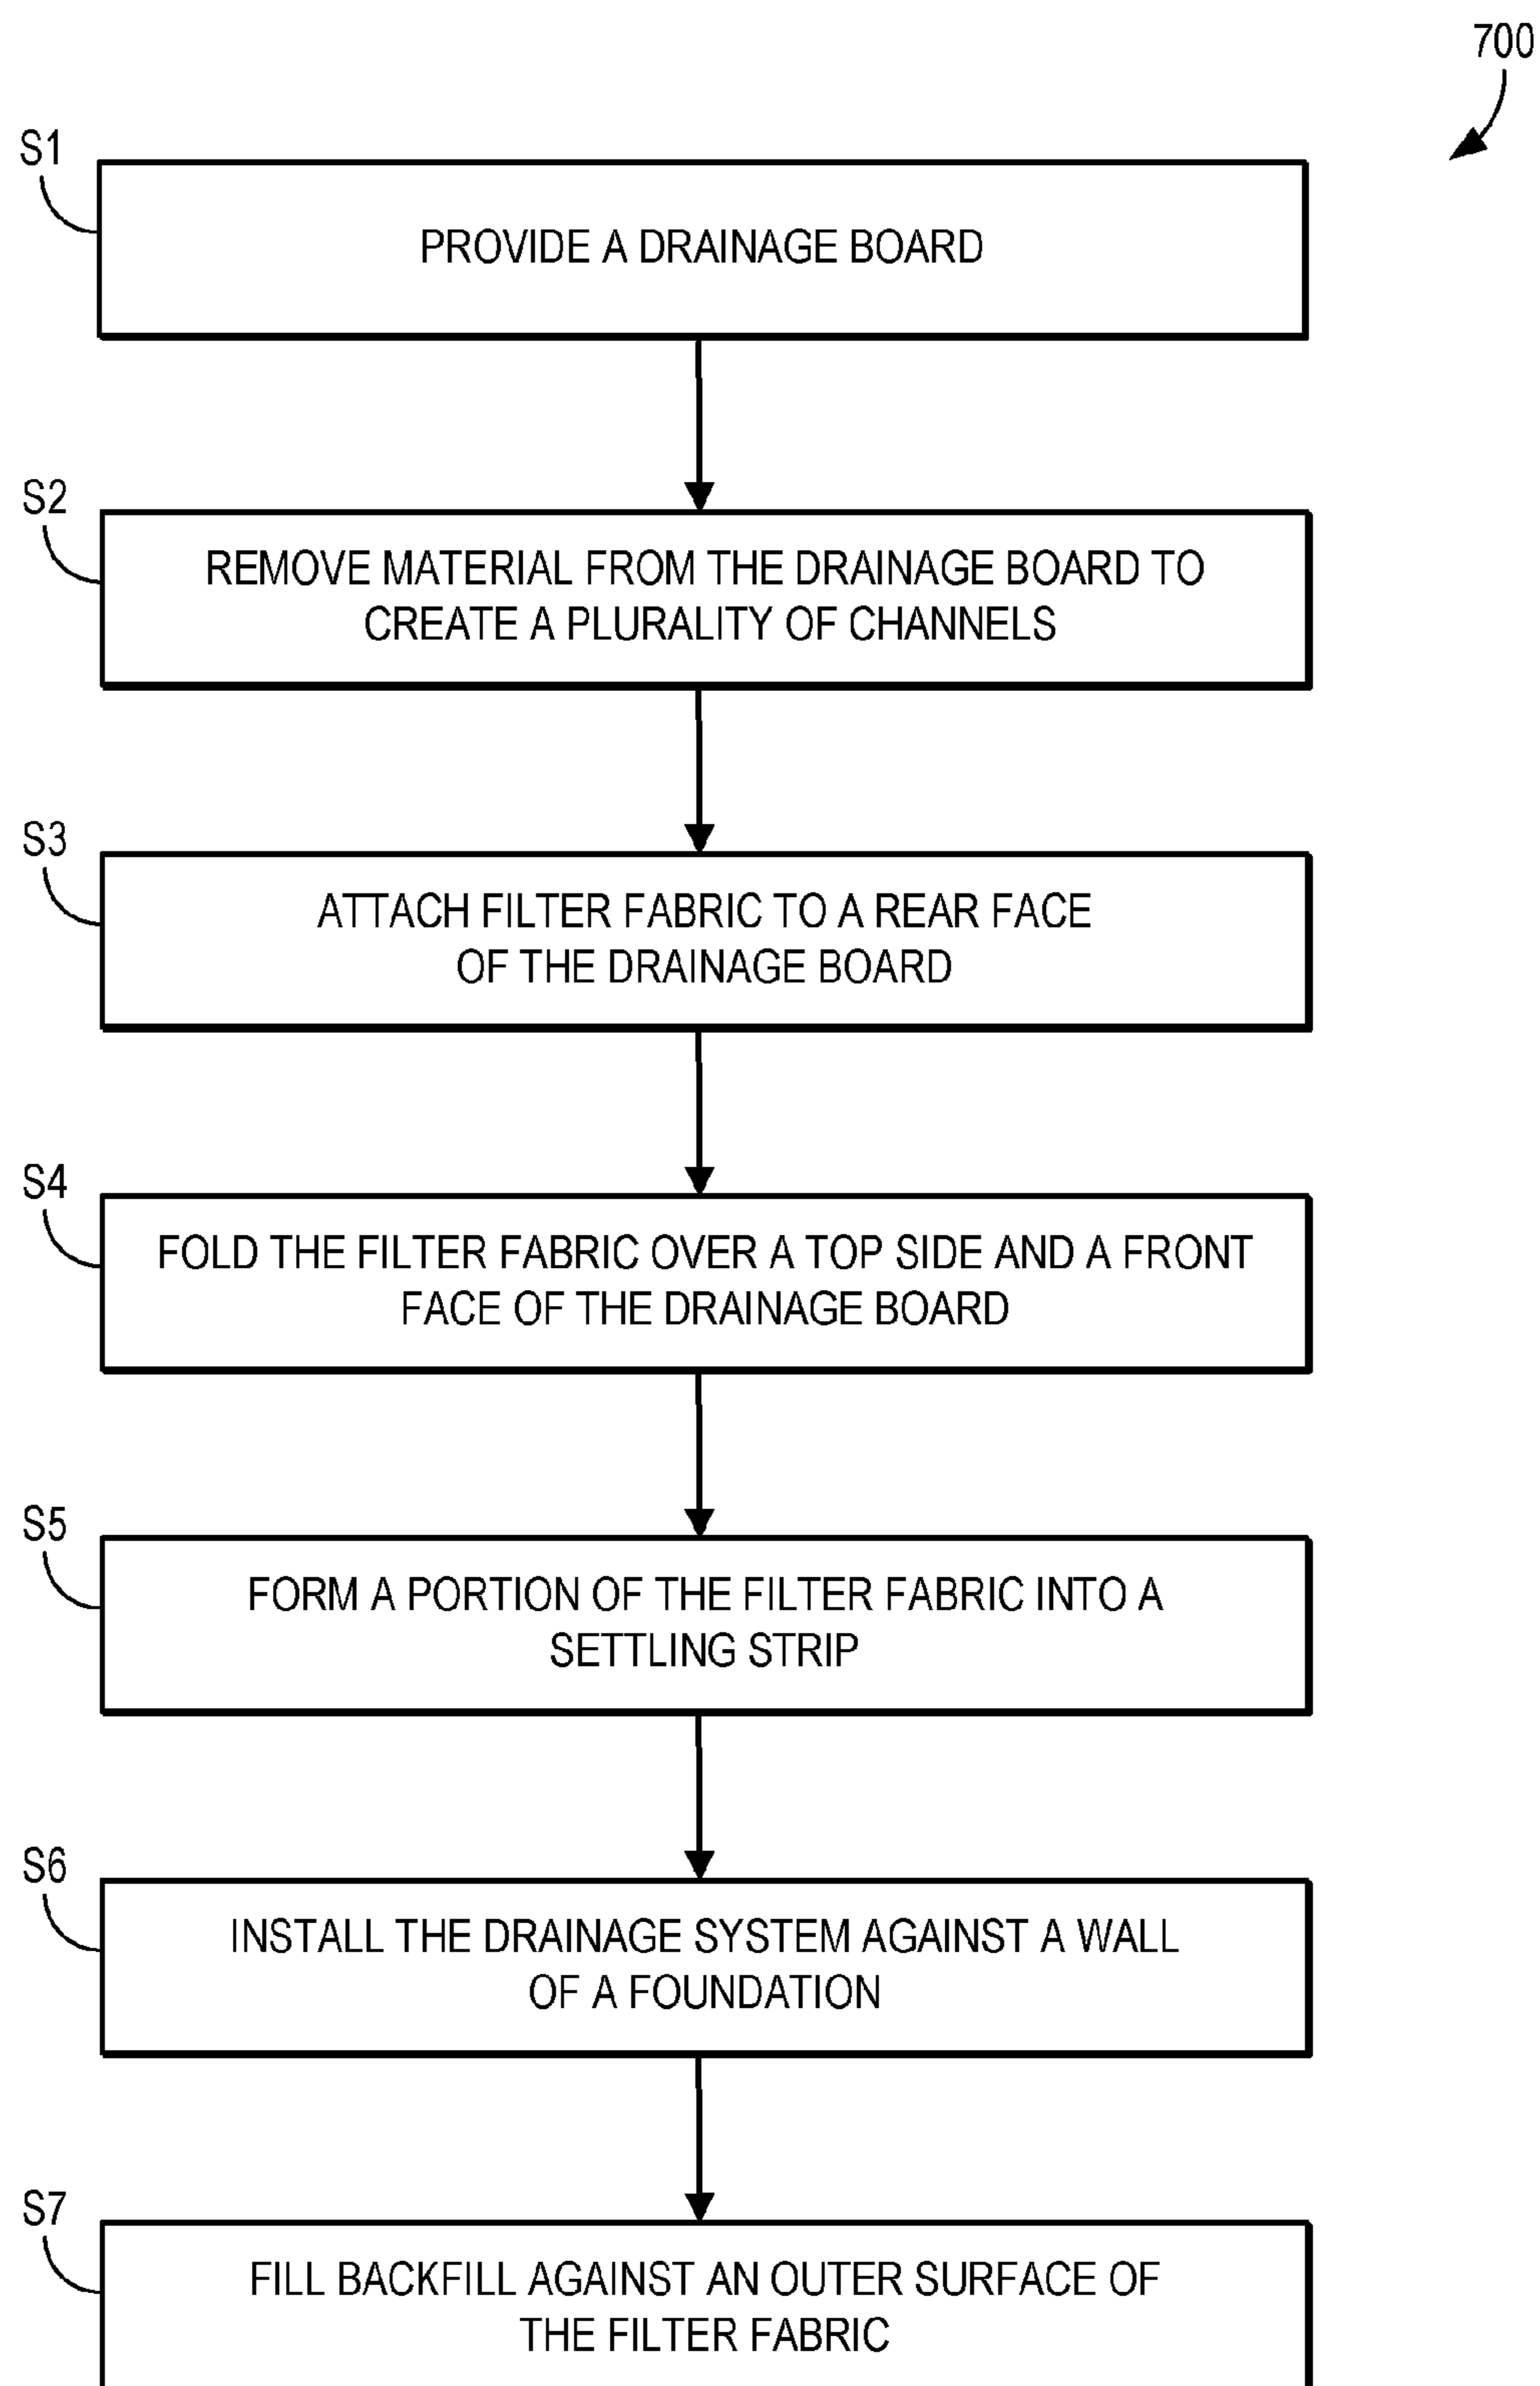 700
S1
PROVIDE A DRAINAGE BOARD
S2
REMOVE MATERIAL FROM THE DRAINAGE BOARD TO
CREATE A PLURALITY OF CHANNELS
S3
ATTACH FILTER FABRIC TO A REAR FACE
OF THE DRAINAGE BOARD
S4
FOLD THE FILTER FABRIC OVER A TOP SIDE AND A FRONT
FACE OF THE DRAINAGE BOARD
S5
FORM A PORTION OF THE FILTER FABRIC INTO A
SETTLING STRIP
S6
INSTALL THE DRAINAGE SYSTEM AGAINST A WALL
OF A FOUNDATION
S7
FILL BACKFILL AGAINST AN OUTER SURFACE OF
THE FILTER FABRIC